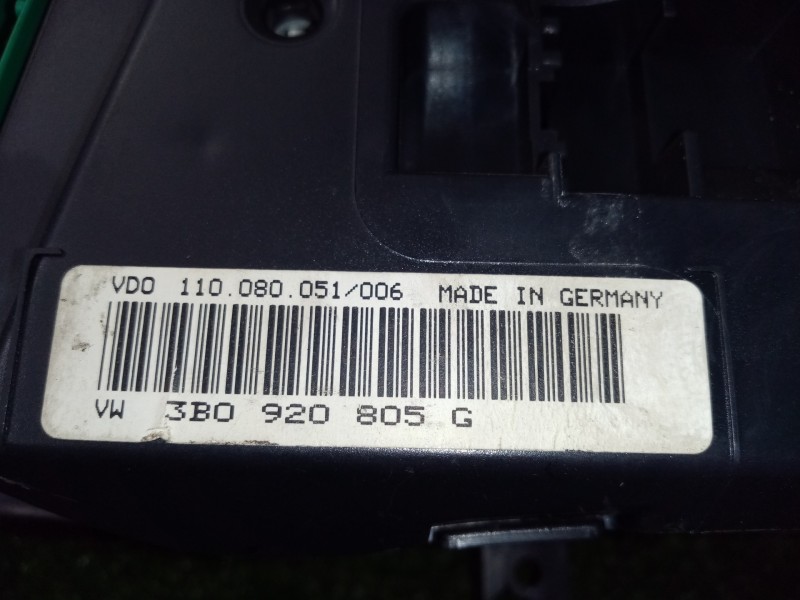 VDO 110.080.051/006 MADE IN GERMANY
VW 3B0 920 805 G